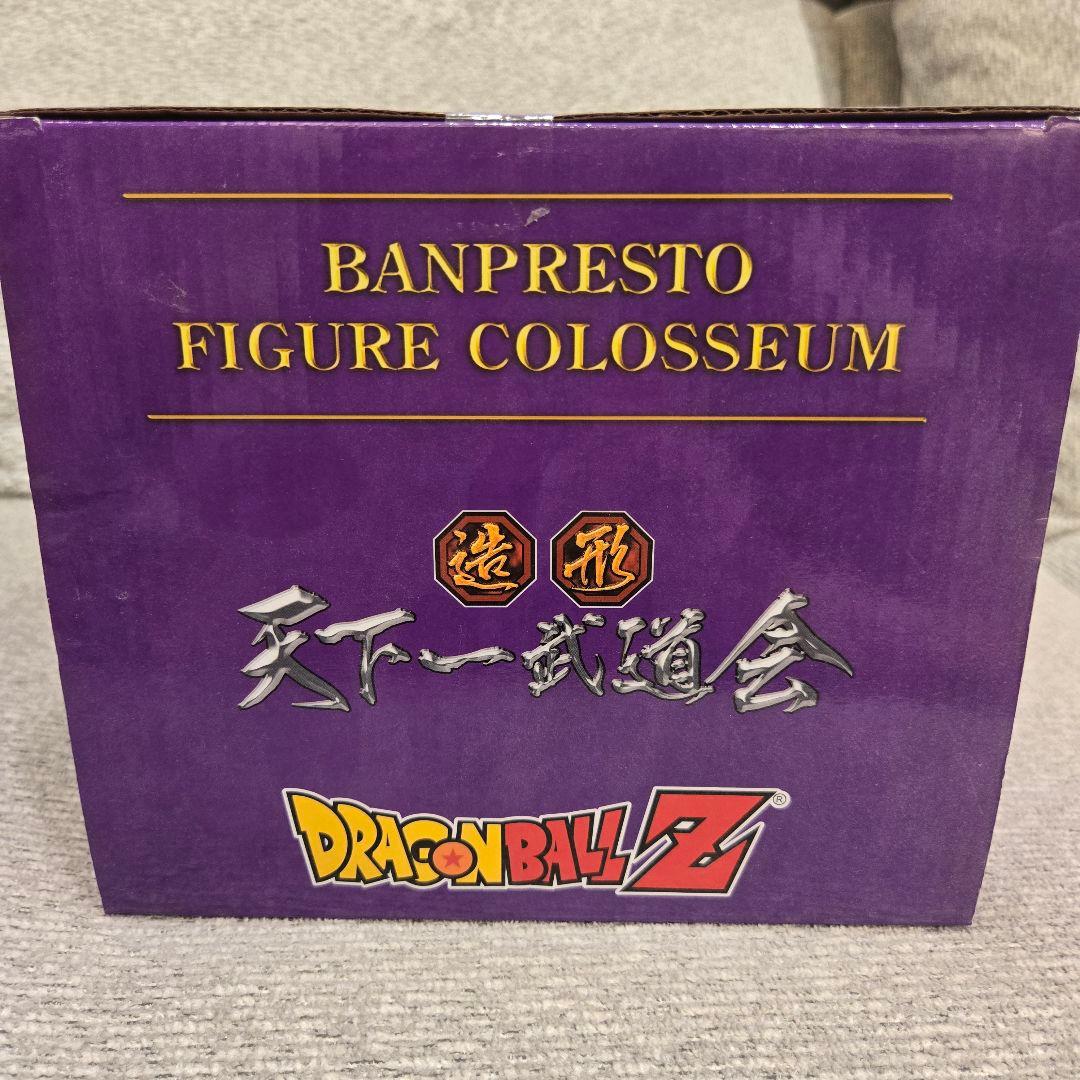 BANPRESTO
FIGURE COLOSSEUM
造形
天下一武道会
DRAGONBALL Z®